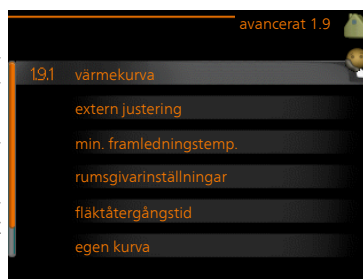 avancerat 1.9
1.9.1 värmekurva
extern justering
min. framledningstemp.
rumsgivarinställningar
fläktåtergångstid
egen kurva